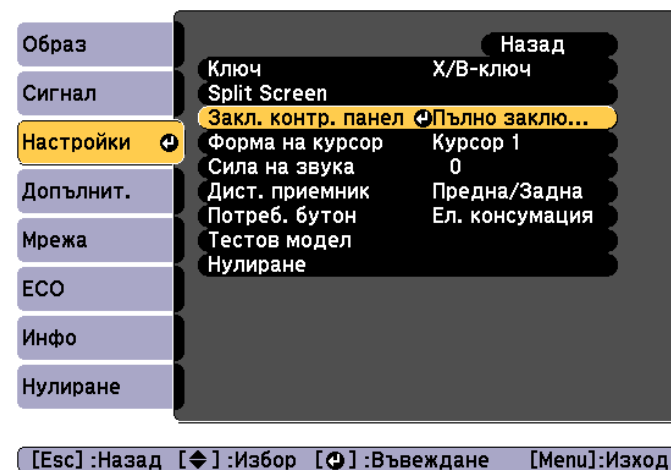 Образ
Сигнал
Настройки
Допълнит.
Мрежа
ECO
Инфо
Нулиране
Назад
Ключ Х/В-ключ
Split Screen
Закл. контр. панел Пълно заклю...
Форма на курсор Курсор 1
Сила на звука 0
Дист. приемник Предна/Задна
Потреб. бутон Ел. консумация
Тестов модел
Нулиране
[Esc] :Назад [◆] :Избор [⏎] :Въвеждане [Menu]:Изход